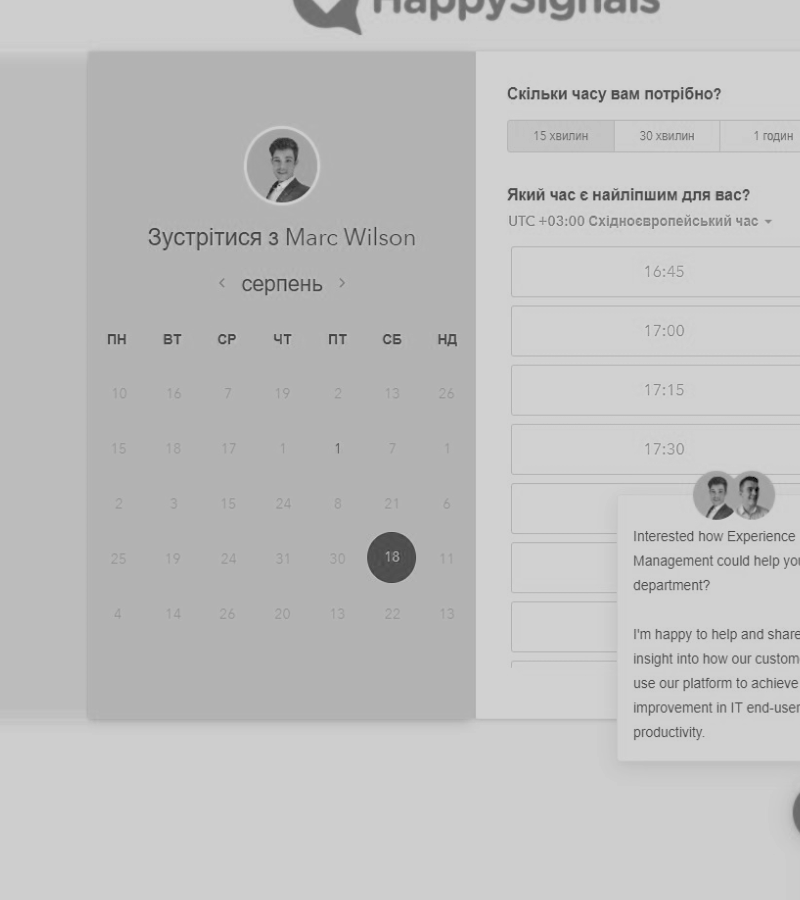 HappySignals
Зустрітися з Marc Wilson
серпень
ПН ВТ СР ЧТ ПТ СБ НД
10 16 7 19 2 13 26
15 18 17 1 1 7 1
2 3 15 24 8 21 6
25 19 24 31 30 18 11
4 14 26 20 13 22 13
Скільки часу вам потрібно?
15 хвилин 30 хвилин 1 годин
Який час є найліпшим для вас?
UTC +03:00 Східноєвропейський час
16:45
17:00
17:15
17:30
Interested how Experience
Management could help you
department?
I'm happy to help and share
insight into how our custom
use our platform to achieve
improvement in IT end-user
productivity.